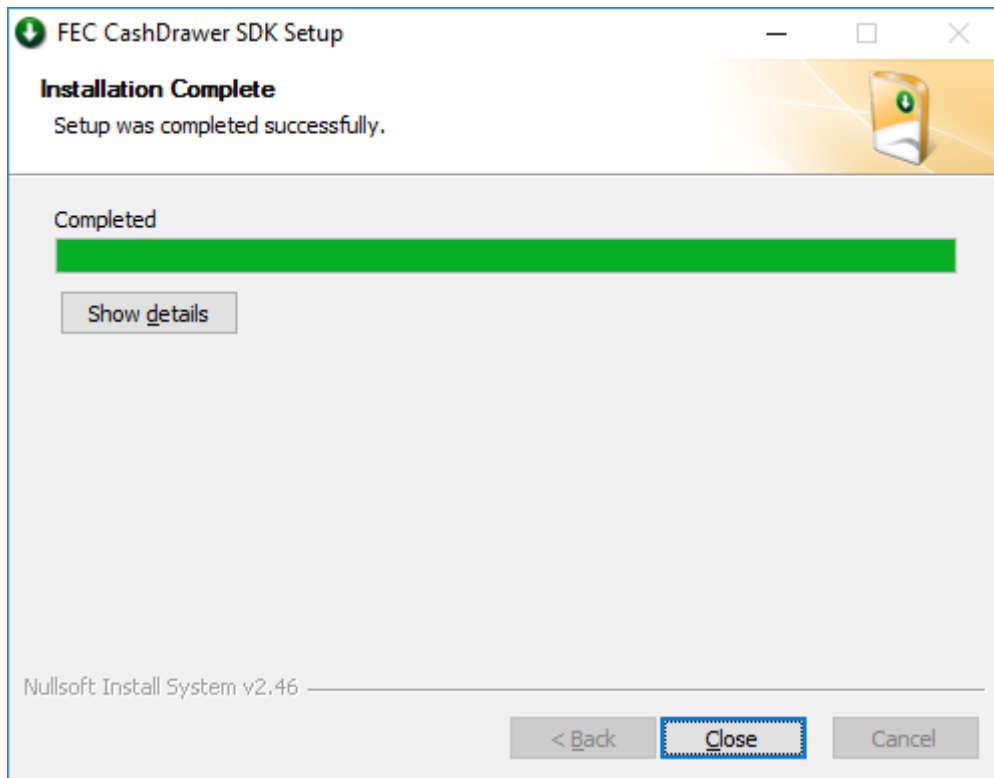 FEC CashDrawer SDK Setup
Installation Complete
Setup was completed successfully.
Completed
Show details
Nullsoft Install System v2.46
< Back
Close
Cancel